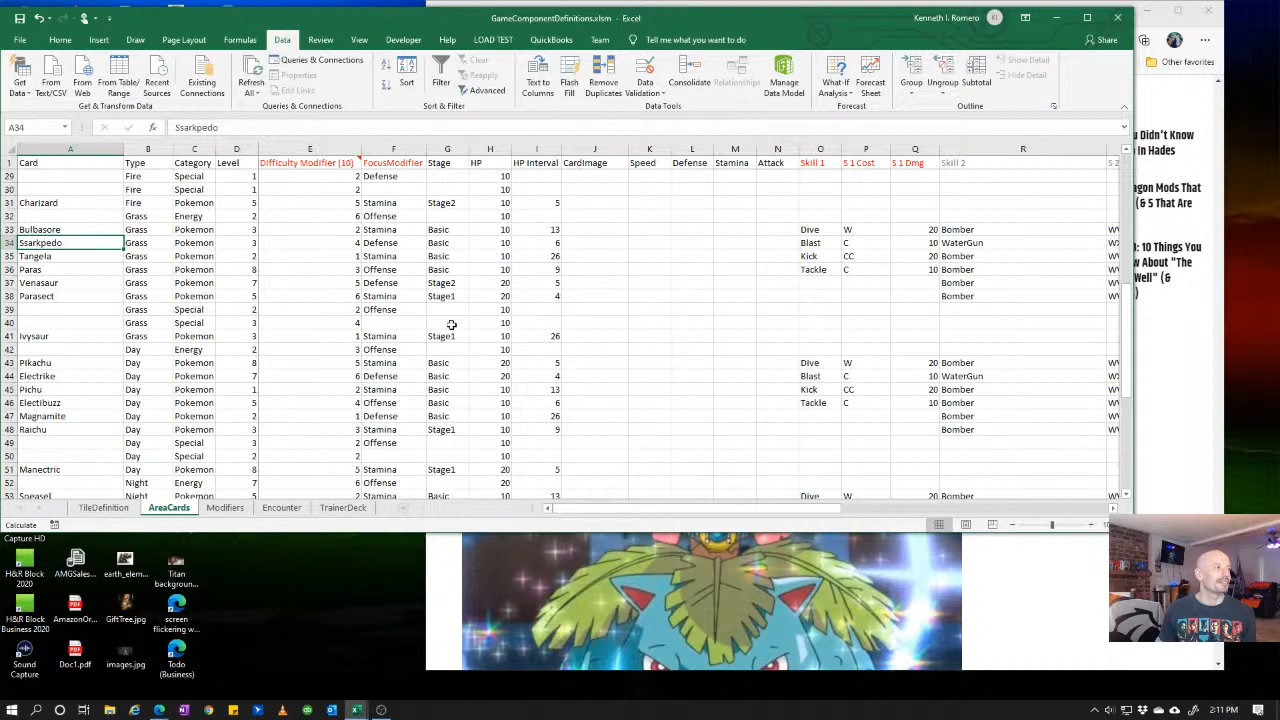 GameComponentDefinitions.xlsm - Excel
Kenneth I. Romero KI
File Home Insert Draw Page Layout Formulas Data Review View Developer Help LOAD TEST QuickBooks Team Tell me what you want to do Share
Get Data From Text/CSV From Web From Table/Range Recent Sources Existing Connections Refresh All Queries & Connections Properties Edit Links Sort Filter Clear Reapply Advanced Text to Columns Flash Fill Remove Duplicates Data Validation Consolidate Relationships Manage Data Model What-If Analysis Forecast Sheet Group Ungroup Subtotal Show Detail Hide Detail
Get & Transform Data Queries & Connections Sort & Filter Data Tools Forecast Outline
A34 fx Ssarkpedo
A B C D E F G H I J K L M N O P Q R S
1 Card Type Category Level Difficulty Modifier (10) FocusModifier Stage HP HP Interval CardImage Speed Defense Stamina Attack Skill 1 S 1 Cost S 1 Dmg Skill 2 S 2
29 Fire Special 1 2 Defense 10
30 Fire Special 1 2 10
31 Charizard Fire Pokemon 5 5 Stamina Stage2 10 5
32 Grass Energy 2 6 Offense 10
33 Bulbasore Grass Pokemon 3 2 Stamina Basic 10 13 Dive W 20 Bomber
34 Ssarkpedo Grass Pokemon 3 4 Defense Basic 10 6 Blast C 10 WaterGun
35 Tangela Grass Pokemon 2 1 Stamina Basic 10 26 Kick CC 20 Bomber
36 Paras Grass Pokemon 8 3 Offense Basic 10 9 Tackle C 10 Bomber
37 Venasaur Grass Pokemon 7 5 Defense Stage2 20 5 Bomber
38 Parasect Grass Pokemon 5 6 Stamina Stage1 20 4 Bomber
39 Grass Special 2 2 Offense 10
40 Grass Special 3 4 10
41 Ivysaur Grass Pokemon 3 1 Stamina Stage1 10 26
42 Day Energy 2 3 Offense 10
43 Pikachu Day Pokemon 8 5 Stamina Basic 20 5 Dive W 20 Bomber
44 Electrike Day Pokemon 7 6 Defense Basic 20 4 Blast C 10 WaterGun
45 Pichu Day Pokemon 1 2 Stamina Basic 10 13 Kick CC 20 Bomber
46 Electibuzz Day Pokemon 5 4 Offense Basic 10 6 Tackle C 10 Bomber
47 Magnamite Day Pokemon 2 1 Defense Basic 10 26 Bomber
48 Raichu Day Pokemon 3 3 Stamina Stage1 10 9 Bomber
49 Day Special 3 2 Offense 10
50 Day Special 2 2 10
51 Manectric Day Pokemon 8 5 Stamina Stage1 20 5
52 Night Energy 7 6 Offense 20
53 Sneasel Night Pokemon 5 2 Stamina Basic 10 13 Dive W 20 Bomber
TileDefinition AreaCards Modifiers Encounter TrainerDeck
Calculate
Other favorites
u Didn't Know
In Hades
agon Mods That
(& 5 That Are
: 10 Things You
w About "The
Well" (&
)
Capture HD
H&R Block 2020 AMGSales... earth_elem... Titan backgroun...
H&R Block Business 2020 AmazonOr... GiftTree.jpg screen flickering w...
Sound Capture Doc1.pdf images.jpg Todo (Business)
2:11 PM